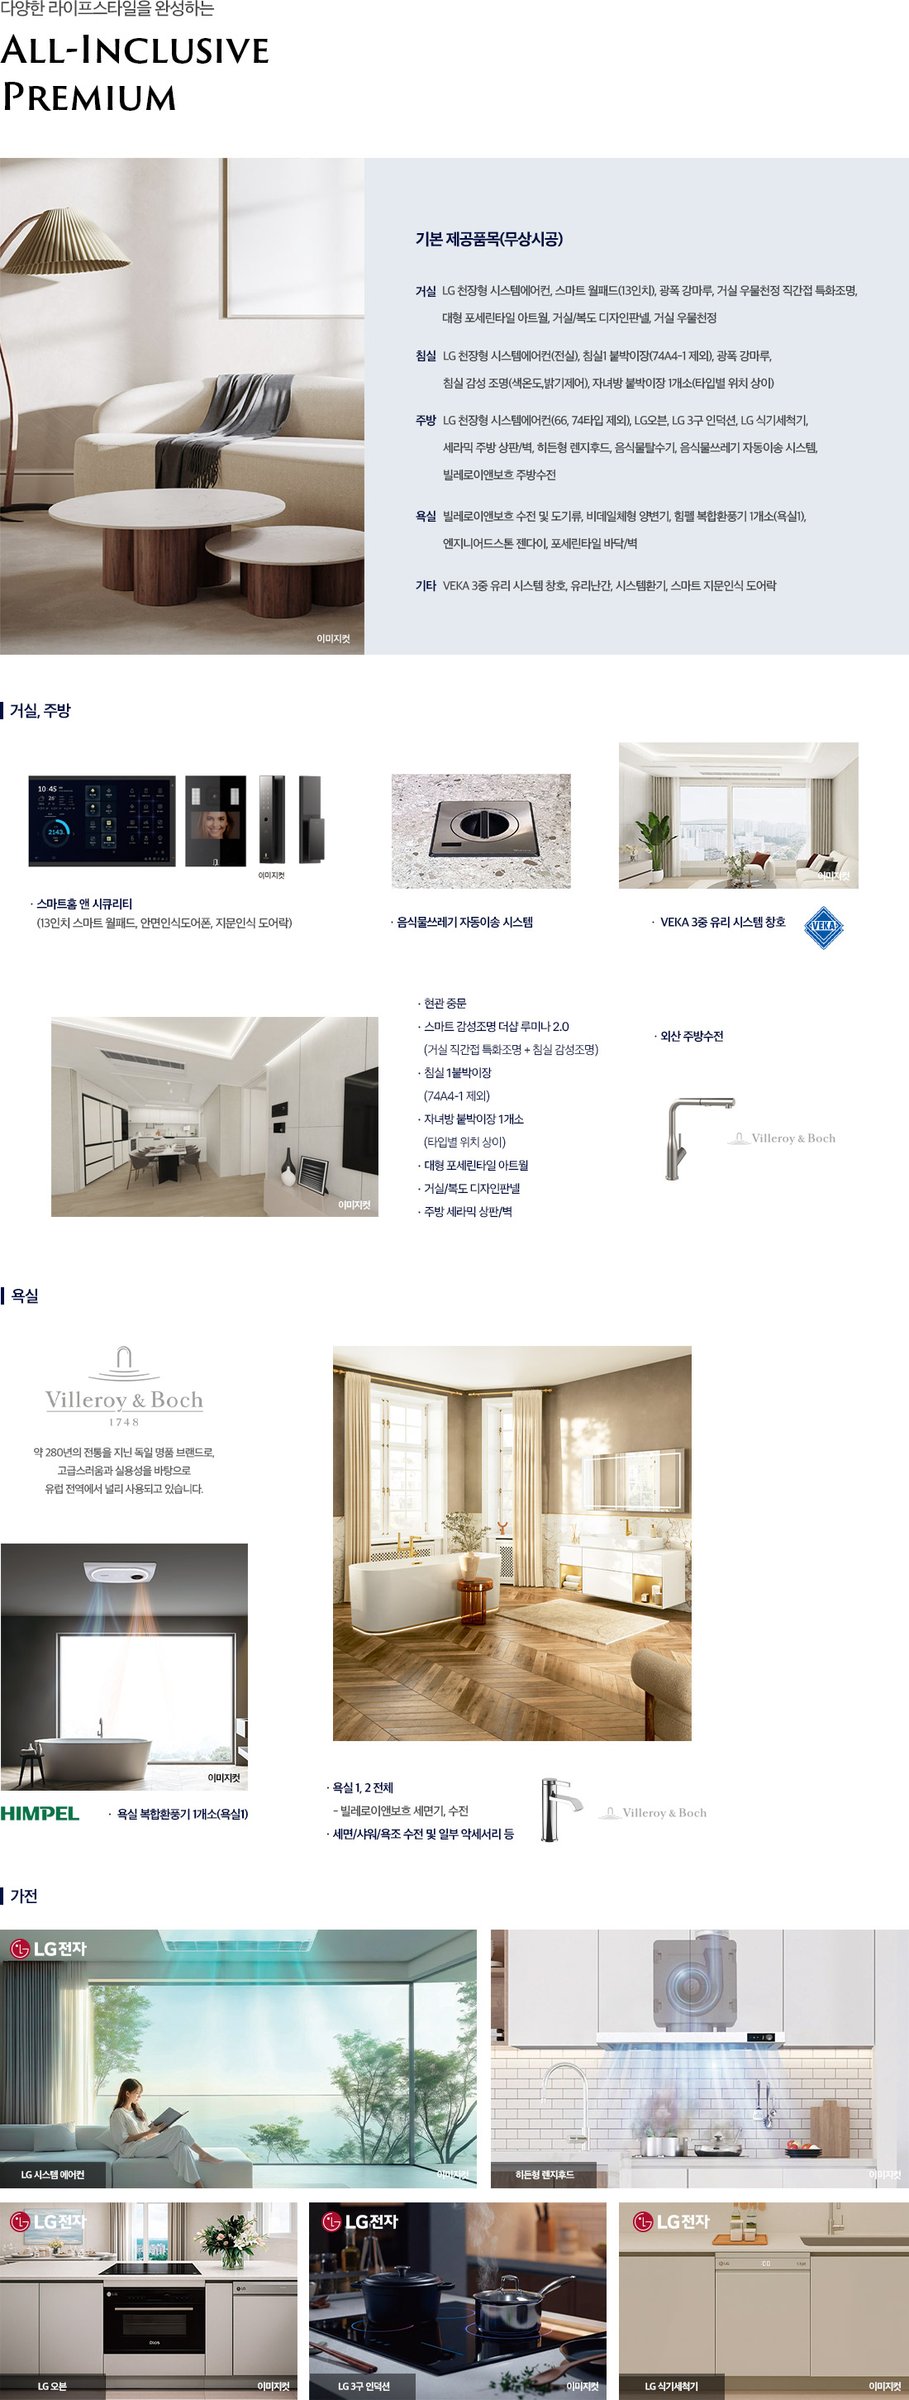 다양한 라이프스타일을 완성하는
ALL-INCLUSIVE
PREMIUM
기본 제공품목(무상시공)
거실 LG 천장형 시스템에어컨, 스마트 월패드(13인치), 광폭 강마루, 거실 우물천정 직간접 특화조명,
대형 포세린타일 아트월, 거실/복도 디자인판넬, 거실 우물천정
침실 LG 천장형 시스템에어컨(전실), 침실1 붙박이장(74A4-1 제외), 광폭 강마루,
침실 감성 조명(색온도,밝기제어), 자녀방 붙박이장 1개소(타입별 위치 상이)
주방 LG 천장형 시스템에어컨(66, 74타입 제외), LG오븐, LG 3구 인덕션, LG 식기세척기,
세라믹 주방 상판/벽, 히든형 렌지후드, 음식물탈수기, 음식물쓰레기 자동이송 시스템,
빌레로이앤보흐 주방수전
욕실 빌레로이앤보흐 수전 및 도기류, 비데일체형 양변기, 힘펠 복합환풍기 1개소(욕실1),
엔지니어드스톤 젠다이, 포세린타일 바닥/벽
기타 VEKA 3중 유리 시스템 창호, 유리난간, 시스템환기, 스마트 지문인식 도어락
이미지컷
거실, 주방
10 45
26
2143
이미지컷
이미지컷
· 스마트홈 앤 시큐리티
(13인치 스마트 월패드, 안면인식도어폰, 지문인식 도어락)
· 음식물쓰레기 자동이송 시스템
· VEKA 3중 유리 시스템 창호
VEKA
· 현관 중문
· 스마트 감성조명 더샵 루미나 2.0
(거실 직간접 특화조명 + 침실 감성조명)
· 침실 1붙박이장
(74A4-1 제외)
· 자녀방 붙박이장 1개소
(타입별 위치 상이)
· 대형 포세린타일 아트월
· 거실/복도 디자인판넬
· 주방 세라믹 상판/벽
이미지컷
· 외산 주방수전
Villeroy & Boch
욕실
Villeroy & Boch
1748
약 280년의 전통을 지닌 독일 명품 브랜드로,
고급스러움과 실용성을 바탕으로
유럽 전역에서 널리 사용되고 있습니다.
이미지컷
HIMPEL
· 욕실 복합환풍기 1개소(욕실1)
· 욕실 1, 2 전체
- 빌레로이앤보흐 세면기, 수전
· 세면/샤워/욕조 수전 및 일부 악세서리 등
Villeroy & Boch
가전
LG전자
LG 시스템 에어컨
이미지컷
히든형 렌지후드
이미지컷
LG전자
DIOS
LG 오븐
이미지컷
LG전자
LG 3구 인덕션
이미지컷
LG전자
LG
LG 식기세척기
이미지컷